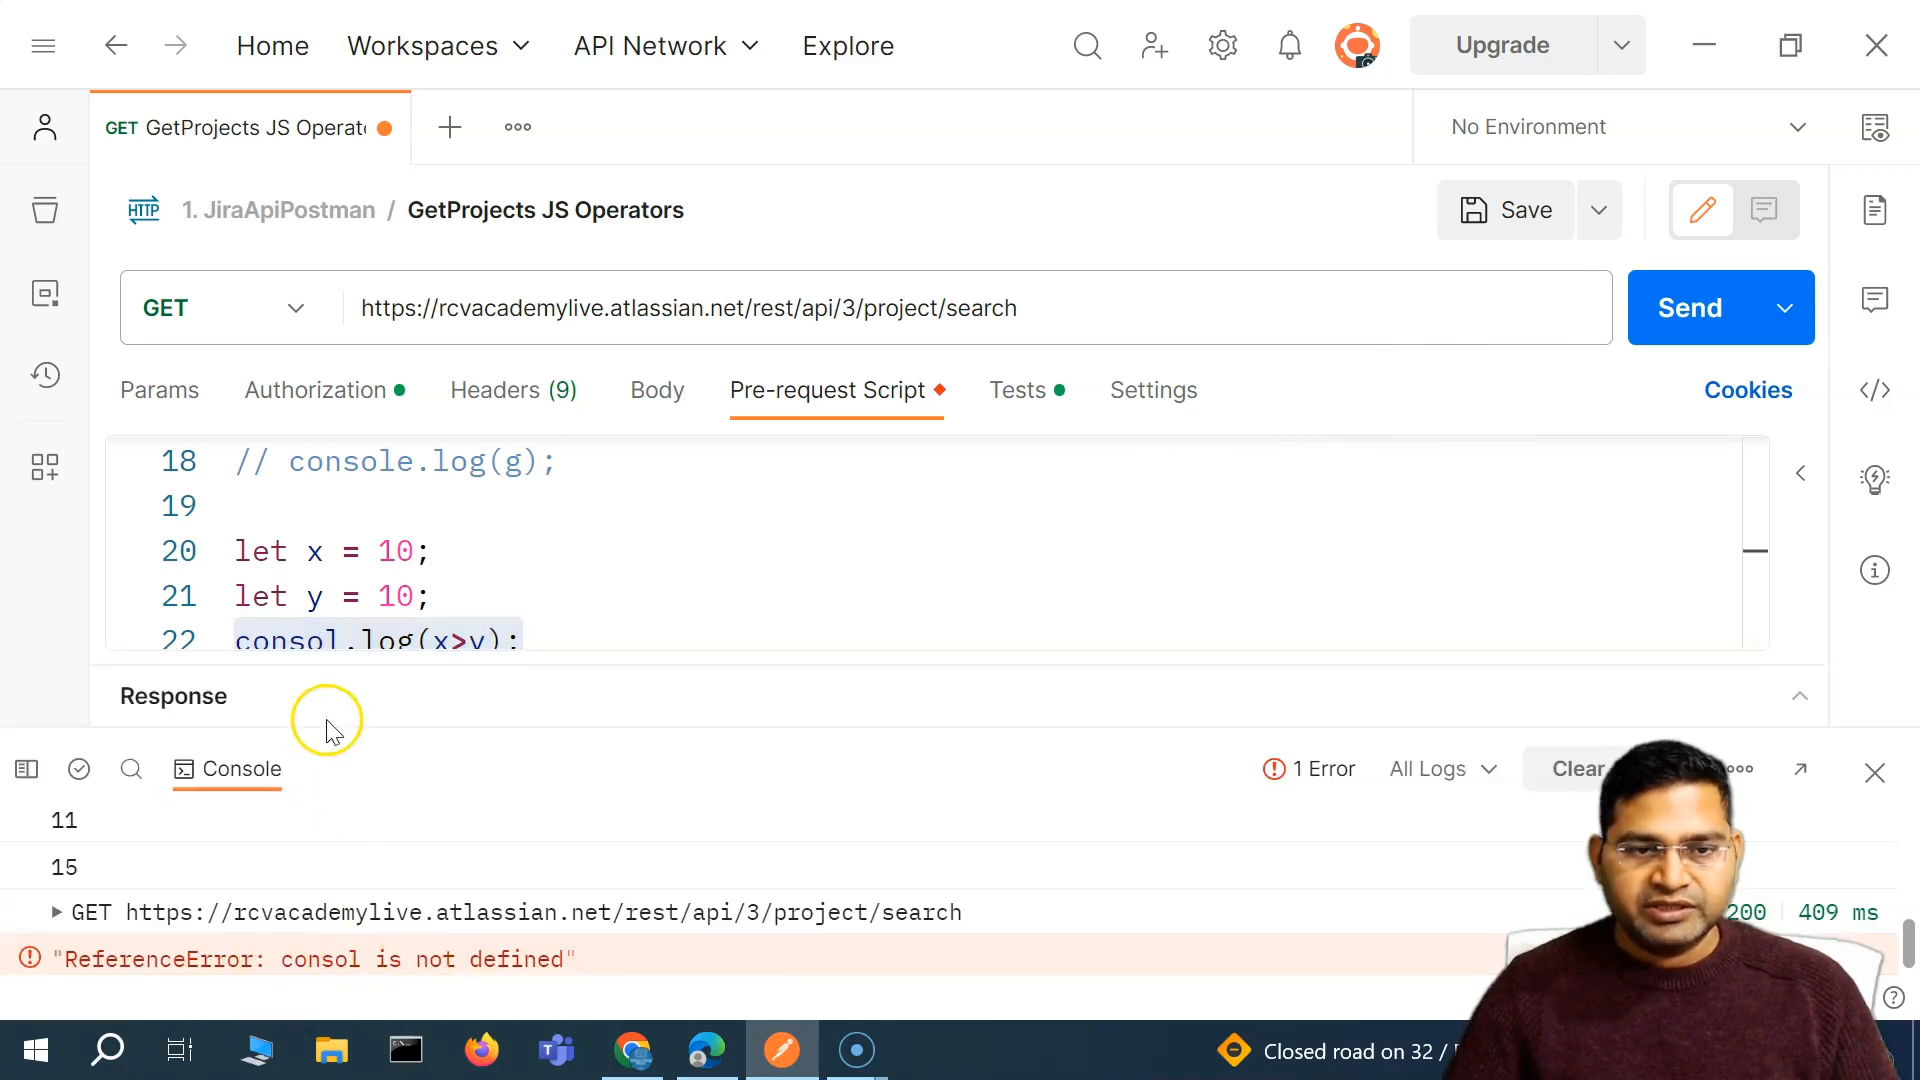 Home Workspaces API Network Explore Upgrade
GET GetProjects JS Operat No Environment
HTTP 1. JiraApiPostman / GetProjects JS Operators Save
GET https://rcvacademylive.atlassian.net/rest/api/3/project/search Send
Params Authorization Headers (9) Body Pre-request Script Tests Settings Cookies
18 // console.log(g);
19
20 let x = 10;
21 let y = 10;
22 consol.log(x>y);
Response
Console 1 Error All Logs Clear
11
15
GET https://rcvacademylive.atlassian.net/rest/api/3/project/search 200 409 ms
"ReferenceError: consol is not defined"
Closed road on 32 /